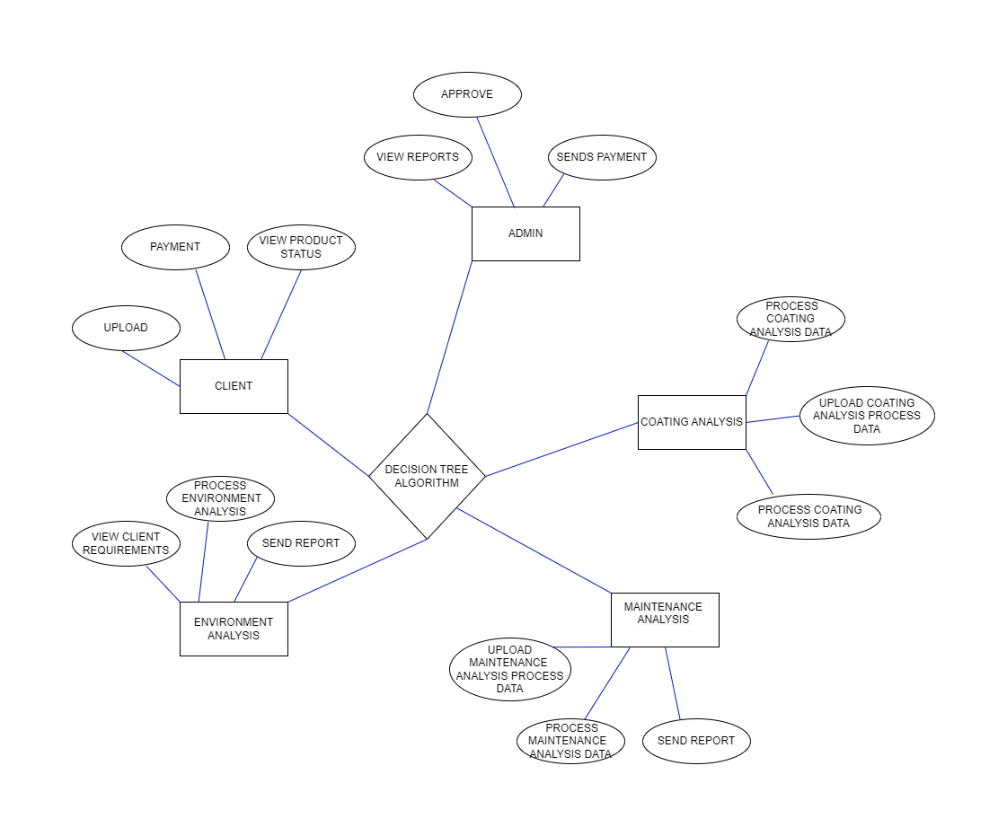 APPROVE
VIEW REPORTS
SENDS PAYMENT
ADMIN
PAYMENT
VIEW PRODUCT
STATUS
UPLOAD
CLIENT
PROCESS
COATING
ANALYSIS DATA
UPLOAD COATING
ANALYSIS PROCESS
DATA
COATING ANALYSIS
PROCESS COATING
ANALYSIS DATA
DECISION TREE
ALGORITHM
PROCESS
ENVIRONMENT
ANALYSIS
VIEW CLIENT
REQUIREMENTS
SEND REPORT
ENVIRONMENT
ANALYSIS
MAINTENANCE
ANALYSIS
UPLOAD
MAINTENANCE
ANALYSIS PROCESS
DATA
PROCESS
MAINTENANCE
ANALYSIS DATA
SEND REPORT